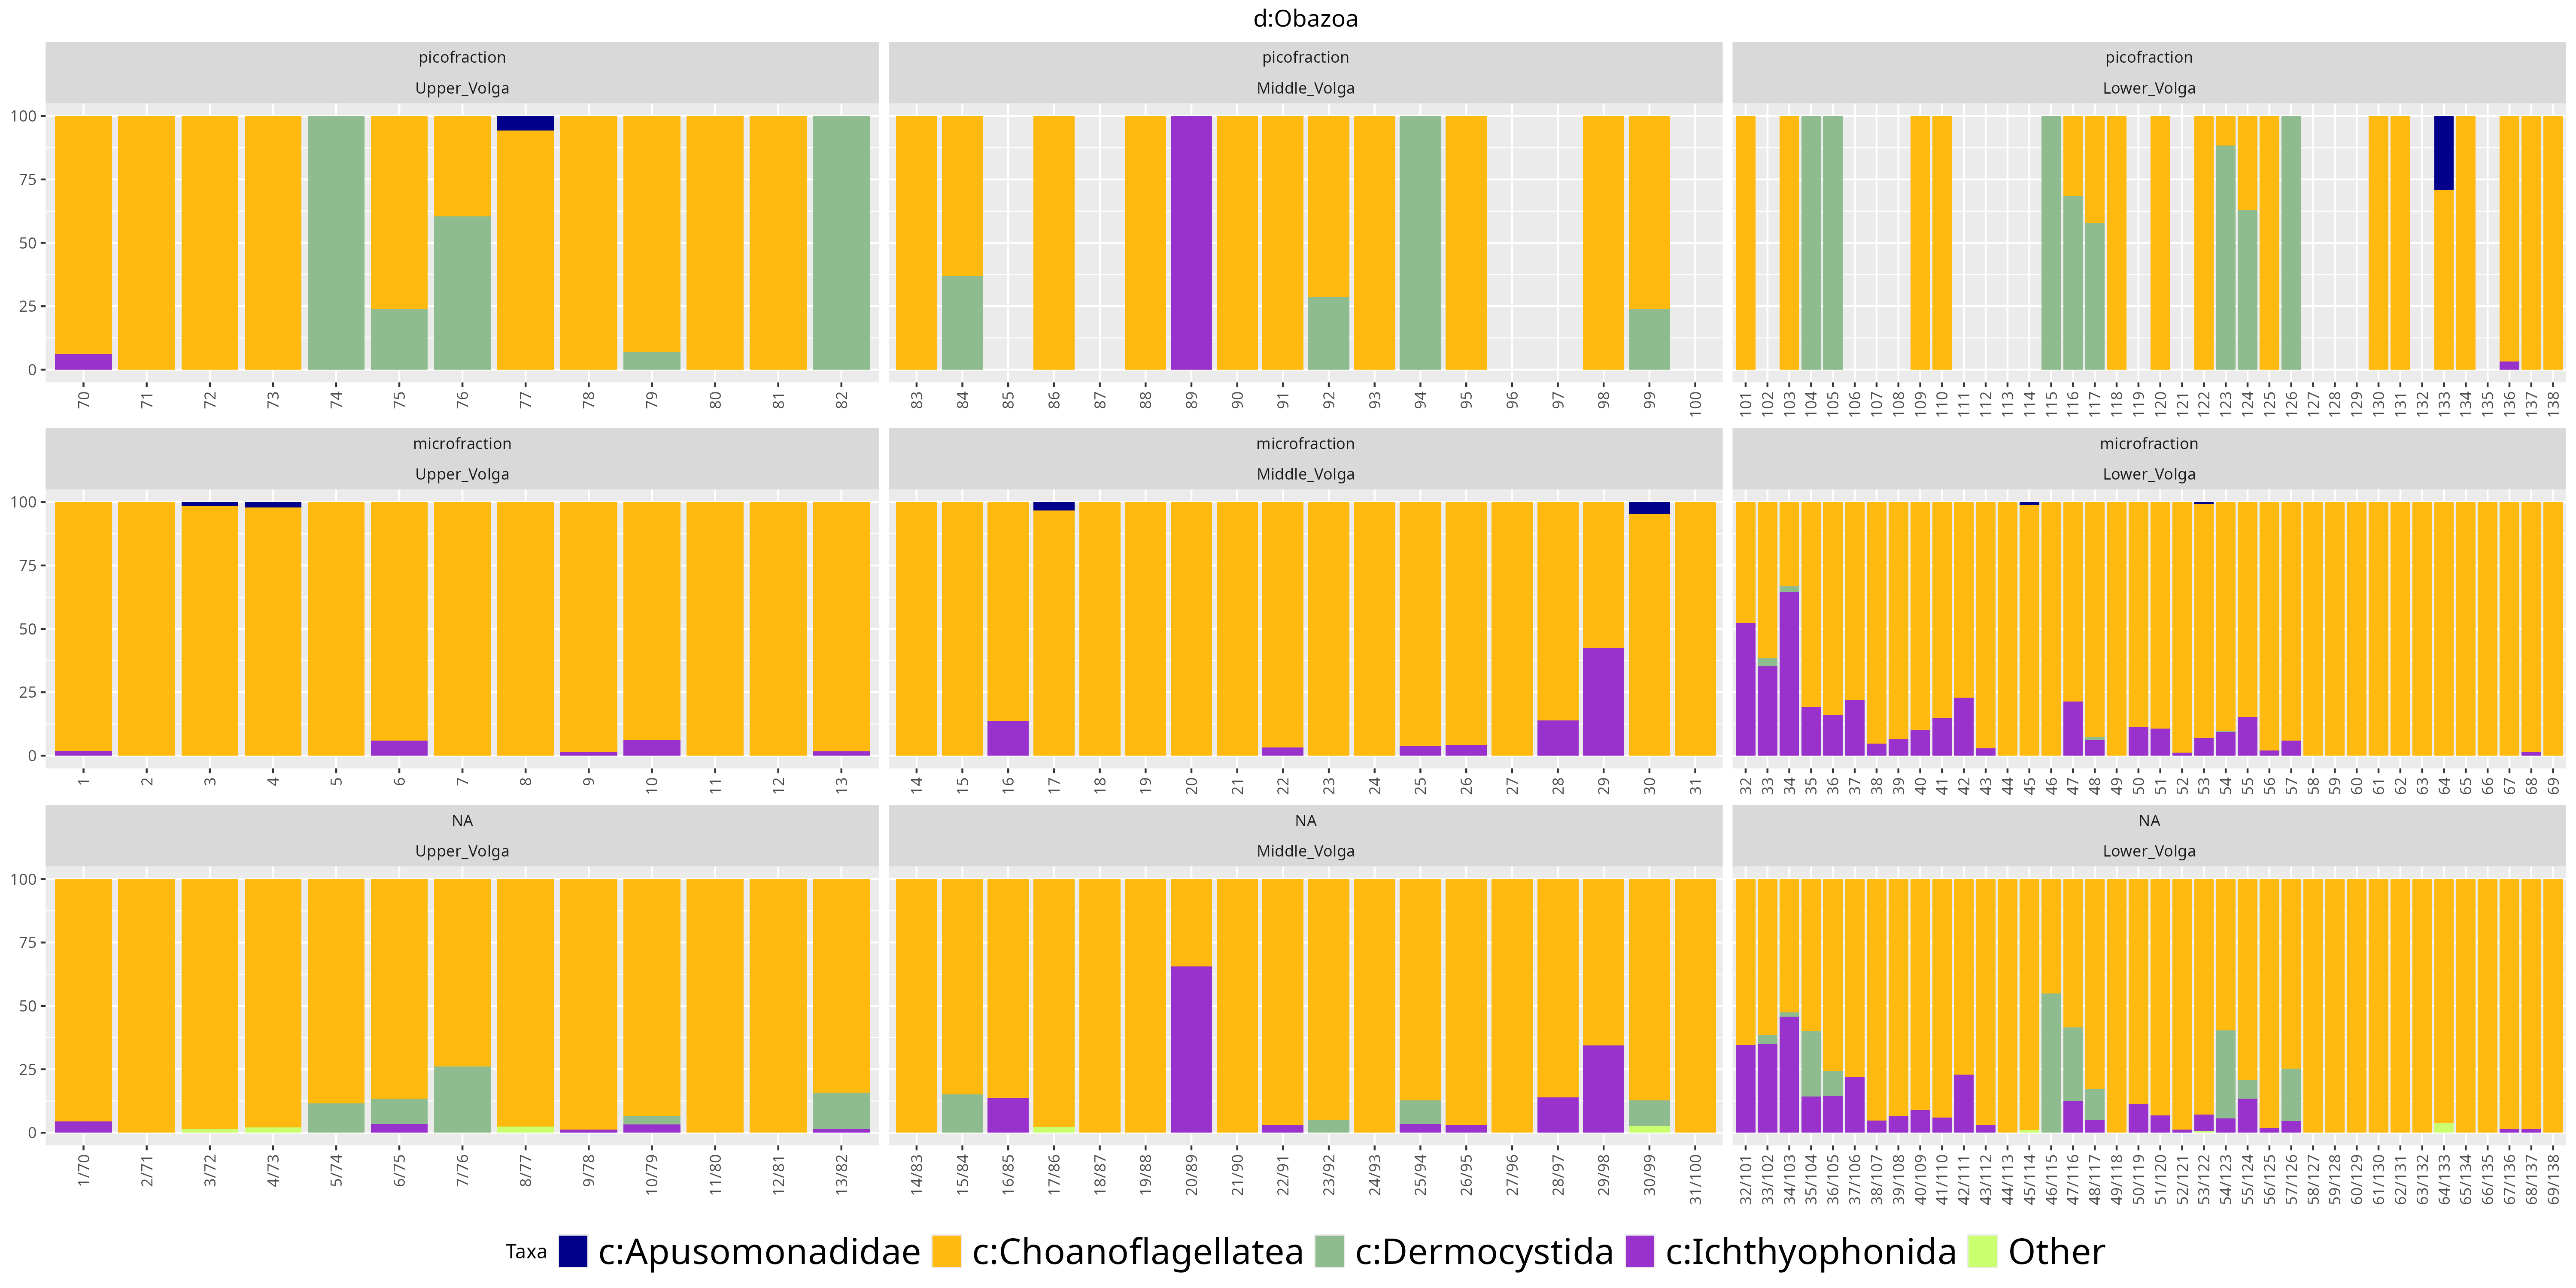 d:Obazoa
picofraction picofraction picofraction
Upper_Volga Middle_Volga Lower_Volga
100
75
50
25
0
70 71 72 73 74 75 76 77 78 79 80 81 82
83 84 85 86 87 88 89 90 91 92 93 94 95 96 97 98 99 100
101 102 103 104 105 106 107 108 109 110 111 112 113 114 115 116 117 118 119 120 121 122 123 124 125 126 127 128 129 130 131 132 133 134 135 136 137 138
microfraction microfraction microfraction
Upper_Volga Middle_Volga Lower_Volga
100
75
50
25
0
1 2 3 4 5 6 7 8 9 10 11 12 13
14 15 16 17 18 19 20 21 22 23 24 25 26 27 28 29 30 31
32 33 34 35 36 37 38 39 40 41 42 43 44 45 46 47 48 49 50 51 52 53 54 55 56 57 58 59 60 61 62 63 64 65 66 67 68 69
NA NA NA
Upper_Volga Middle_Volga Lower_Volga
100
75
50
25
0
1/70 2/71 3/72 4/73 5/74 6/75 7/76 8/77 9/78 10/79 11/80 12/81 13/82
14/83 15/84 16/85 17/86 18/87 19/88 20/89 21/90 22/91 23/92 24/93 25/94 26/95 27/96 28/97 29/98 30/99 31/100
32/101 33/102 34/103 35/104 36/105 37/106 38/107 39/108 40/109 41/110 42/111 43/112 44/113 45/114 46/115 47/116 48/117 49/118 50/119 51/120 52/121 53/122 54/123 55/124 56/125 57/126 58/127 59/128 60/129 61/130 62/131 63/132 64/133 65/134 66/135 67/136 68/137 69/138
Taxa c:Apusomonadidae c:Choanoflagellatea c:Dermocystida c:Ichthyophonida Other